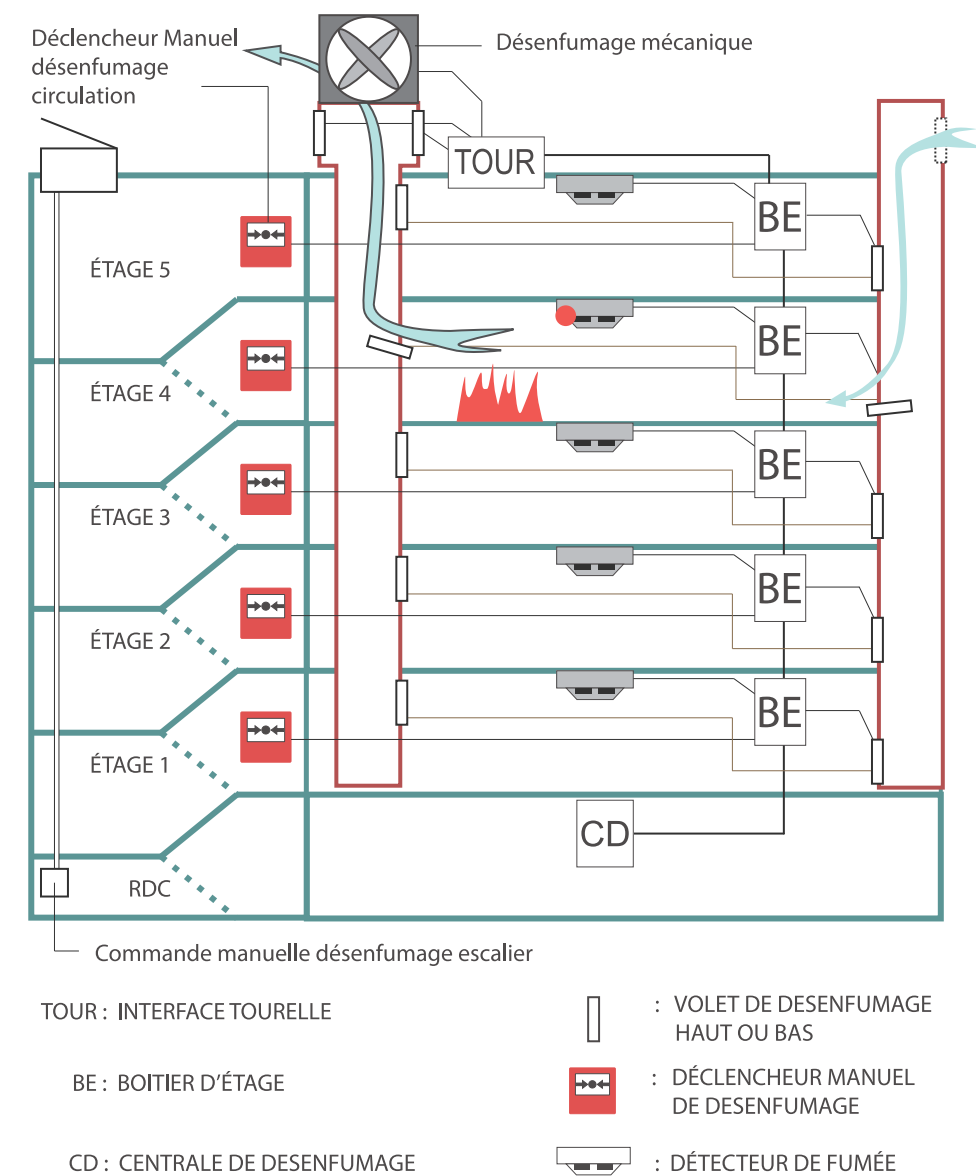 Déclencheur Manuel
désenfumage
circulation
Désenfumage mécanique
TOUR
BE
ÉTAGE 5
BE
ÉTAGE 4
BE
ÉTAGE 3
BE
ÉTAGE 2
BE
ÉTAGE 1
CD
RDC
Commande manuelle désenfumage escalier
TOUR : INTERFACE TOURELLE
: VOLET DE DESENFUMAGE
HAUT OU BAS
BE : BOITIER D'ÉTAGE
: DÉCLENCHEUR MANUEL
DE DESENFUMAGE
CD : CENTRALE DE DESENFUMAGE
: DÉTECTEUR DE FUMÉE